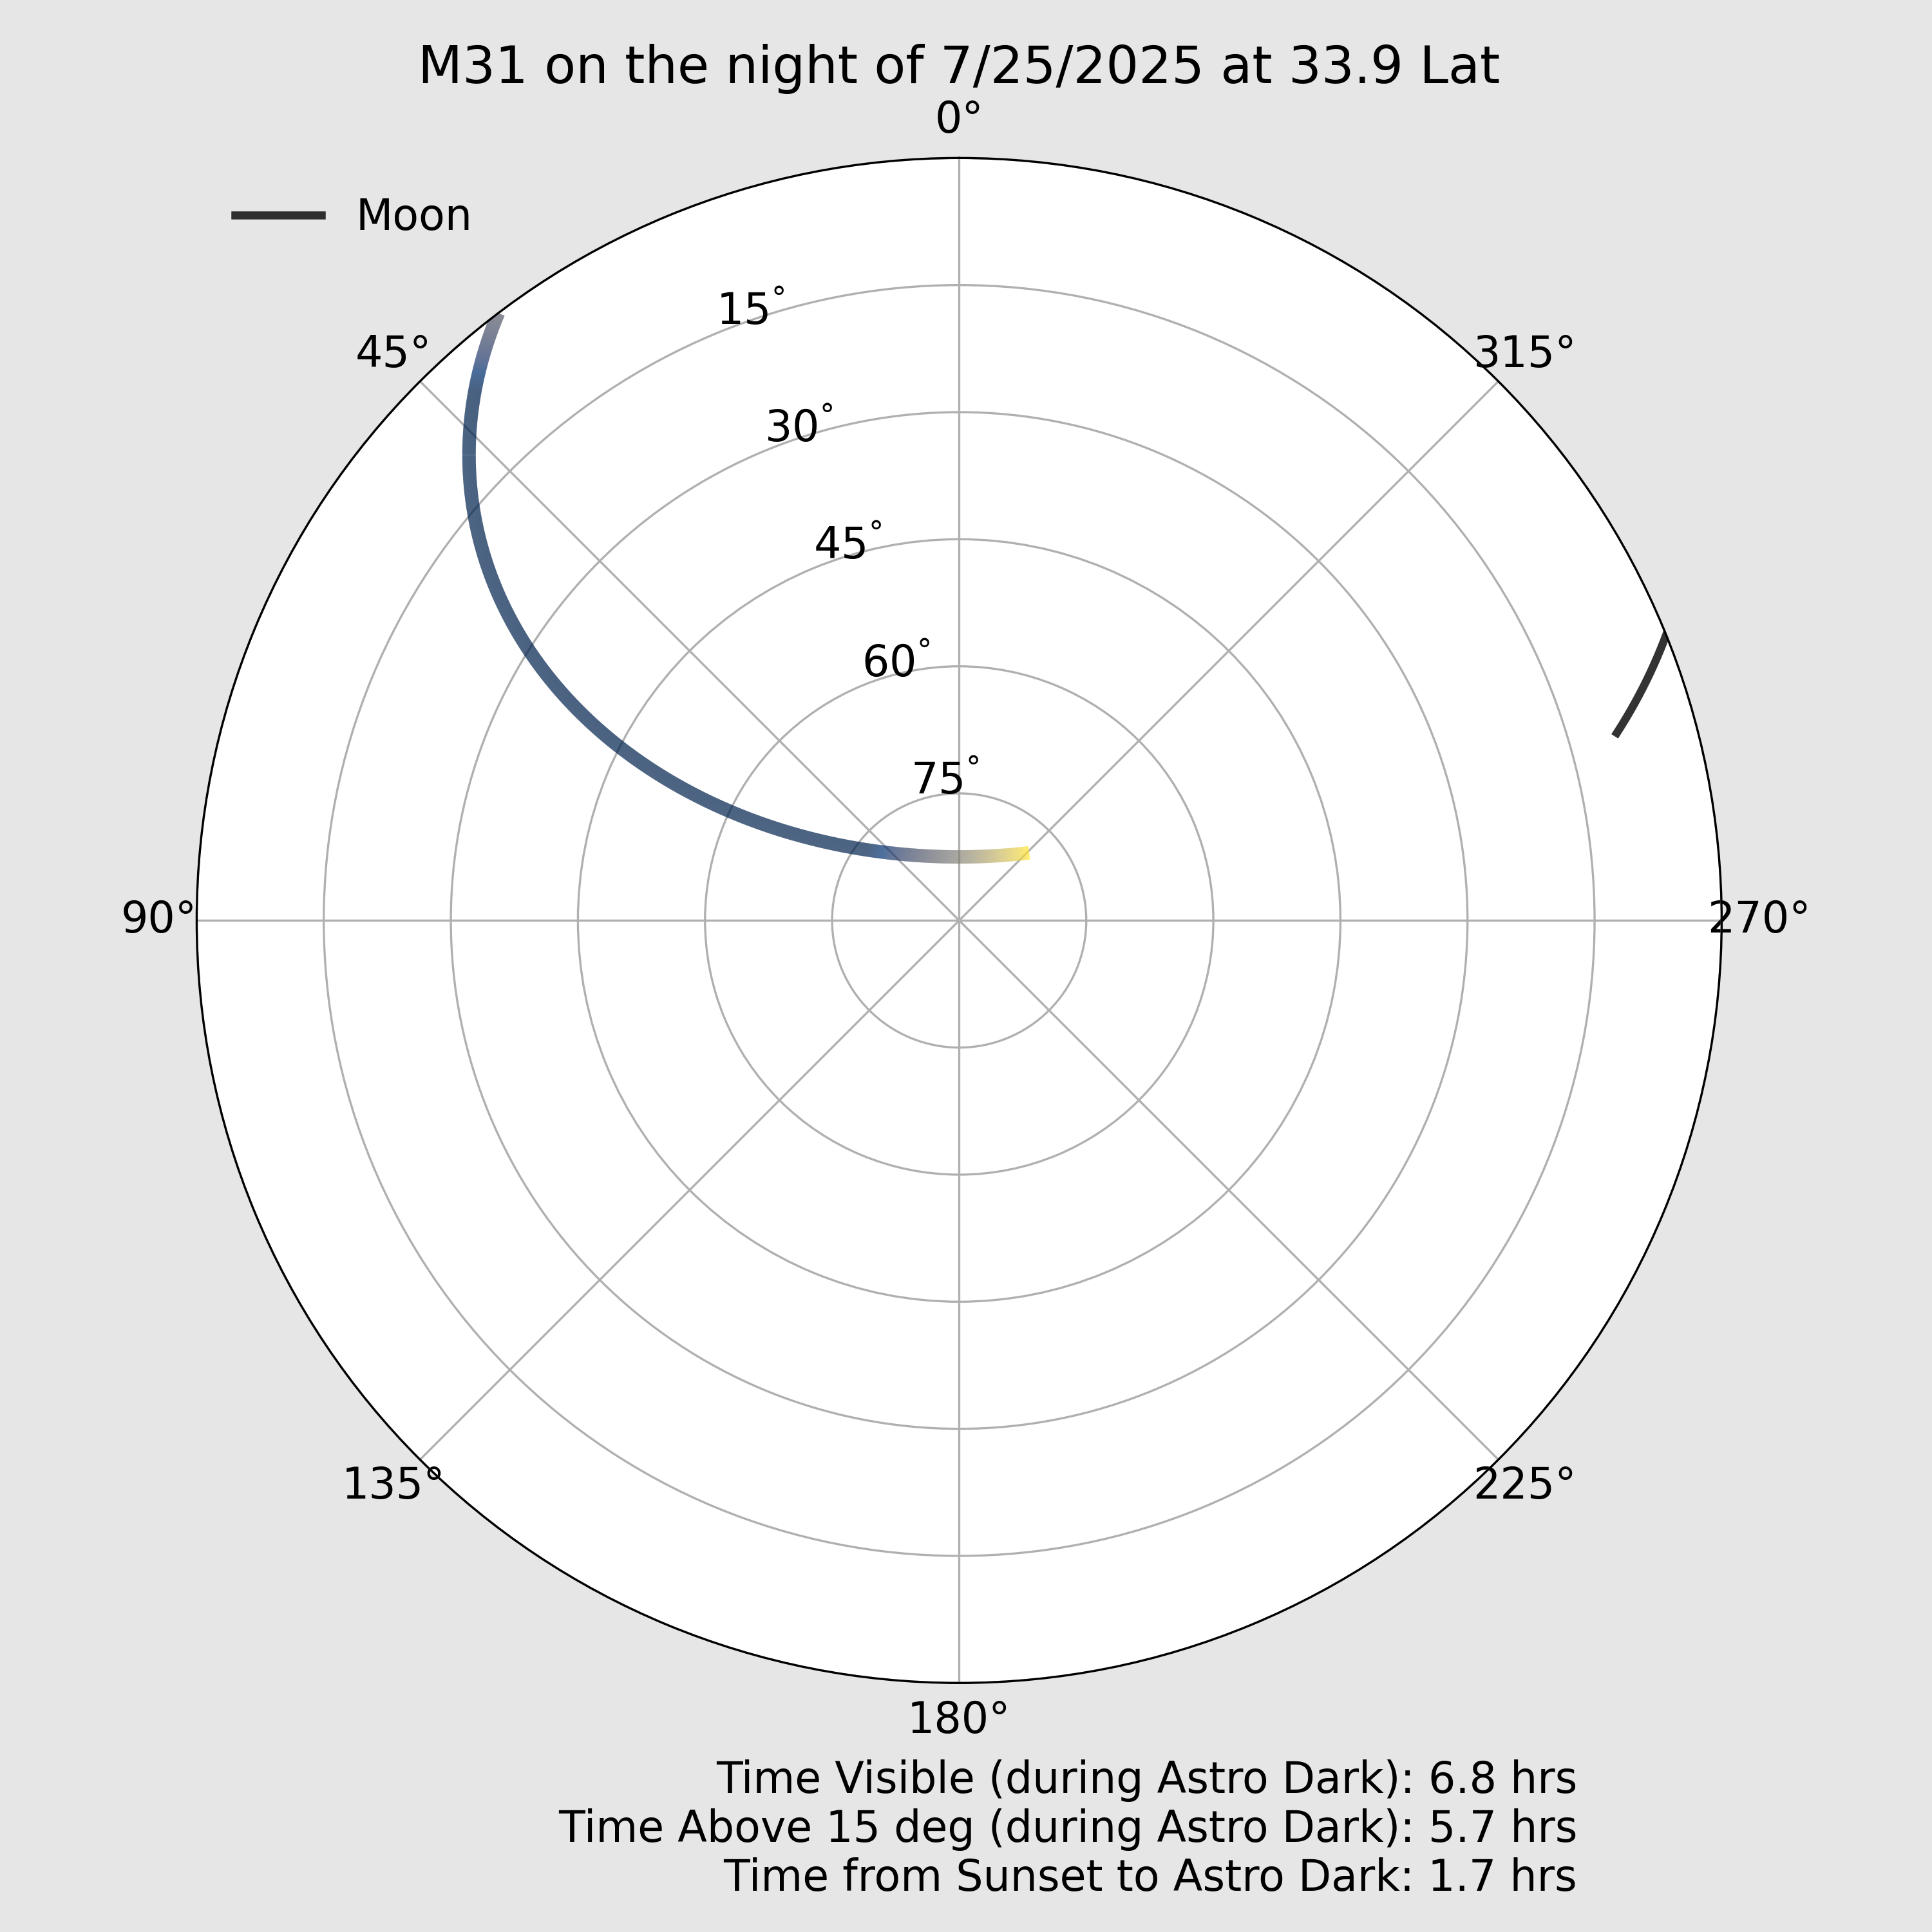 M31 on the night of 7/25/2025 at 33.9 Lat
0°
Moon
15°
45°
315°
30°
45°
60°
75°
90°
270°
135°
225°
180°
Time Visible (during Astro Dark): 6.8 hrs
Time Above 15 deg (during Astro Dark): 5.7 hrs
Time from Sunset to Astro Dark: 1.7 hrs